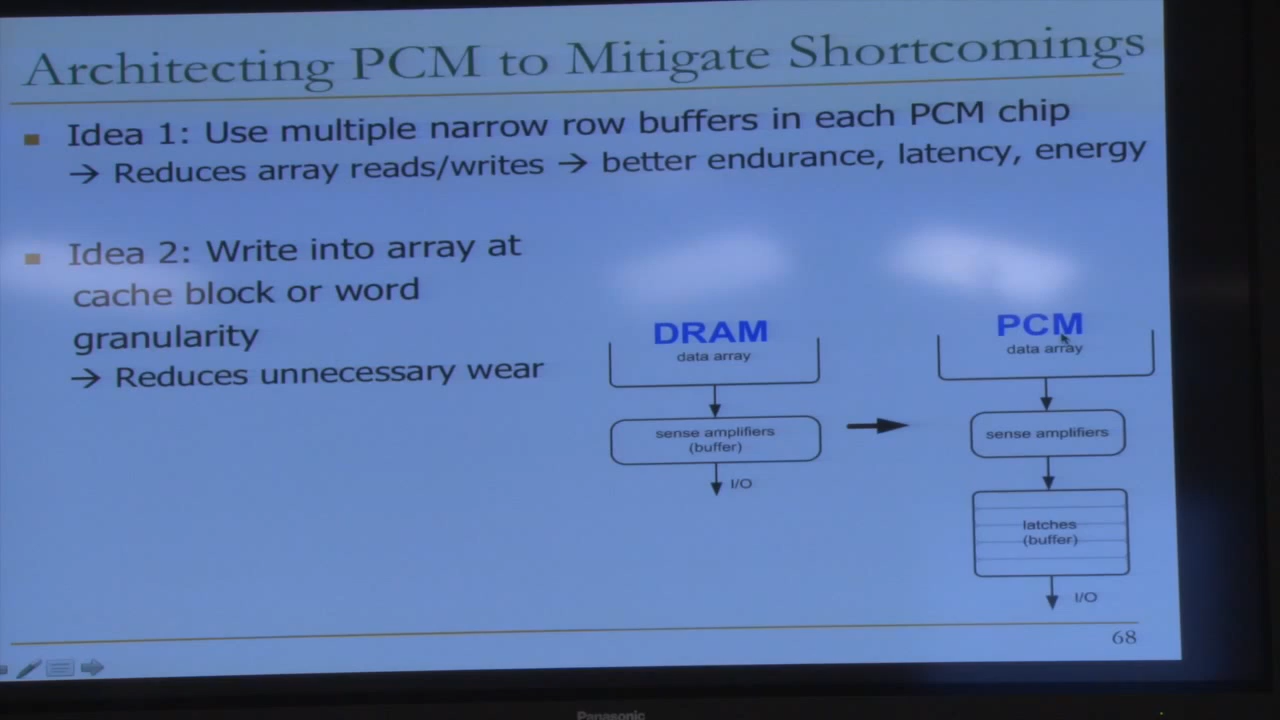 Architecting PCM to Mitigate Shortcomings
Idea 1: Use multiple narrow row buffers in each PCM chip
→ Reduces array reads/writes → better endurance, latency, energy
Idea 2: Write into array at
cache block or word
granularity
→ Reduces unnecessary wear
DRAM
data array
sense amplifiers
(buffer)
I/O
PCM
data array
sense amplifiers
latches
(buffer)
I/O
68
Panasonic